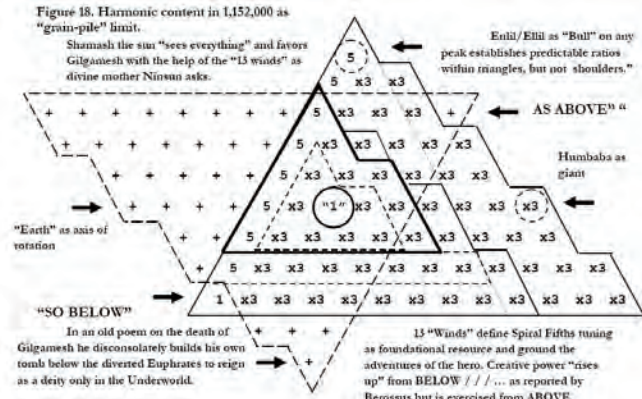 Figure 18. Harmonic content in 1,152,000 as
"grain-pile" limit.
Shamash the sun "sees everything" and favors
Gilgamesh with the help of the "13 winds" as
divine mother Ninsun asks.
Enlil/Ellil as "Bull" on any
peak establishes predictable ratios
within triangles, but not shoulders."
5
5 x3 x3
+ + + + + + + + 5 x3 x3 x3 +
AS ABOVE" "
+ + + + + + + 5 x3 x3 x3 x3
Humbaba as
giant
+ + + + + + 5 x3 x3 x3 x3 x3 x3 x3
"Earth" as axis of
rotation
+ + + + 5 x3 "1" x3 x3 x3 x3 x3 x3
+ + + 5 x3 x3 x3 x3 x3 x3 x3 x3
+ 5 x3 x3 x3 x3 x3 x3 x3 x3
"SO BELOW"
1 x3 x3 x3 x3 x3 x3 x3 x3 x3 x3 x3
In an old poem on the death of
Gilgamesh he disconsolately builds his own
tomb below the diverted Euphrates to reign
as a deity only in the Underworld.
+ + +
+
13 "Winds" define Spiral Fifths tuning
as foundational resource and ground the
adventures of the hero. Creative power "rises
up" from BELOW / / / ... as reported by
Berossus but is exercised from ABOVE